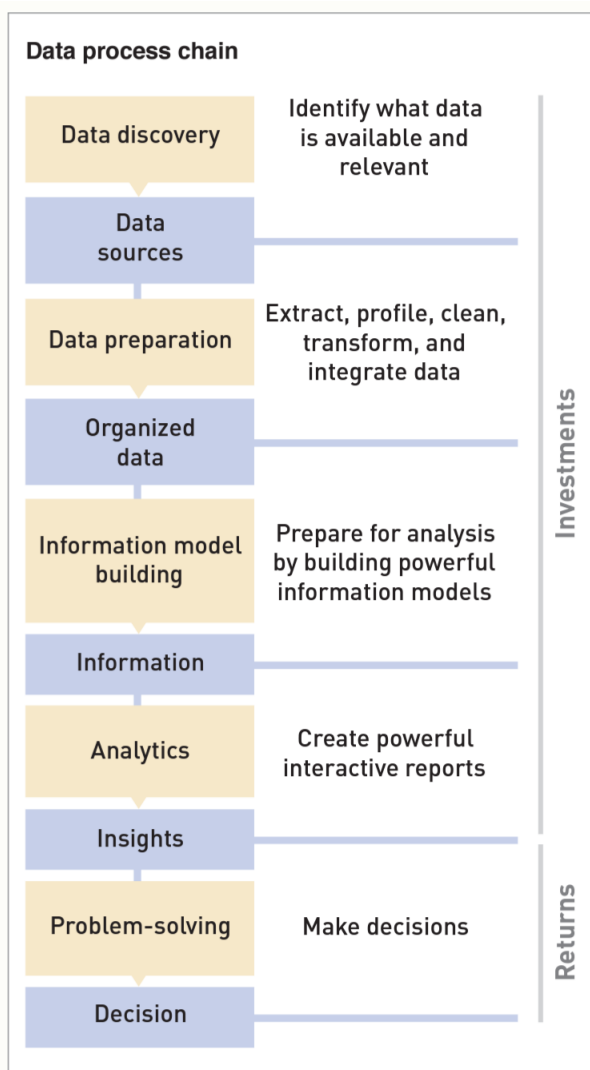 Data process chain
Data discovery
Identify what data
is available and
relevant
Data
sources
Data preparation
Extract, profile, clean,
transform, and
integrate data
Organized
data
Information model
building
Prepare for analysis
by building powerful
information models
Information
Analytics
Create powerful
interactive reports
Insights
Problem-solving
Make decisions
Decision
Investments
Returns